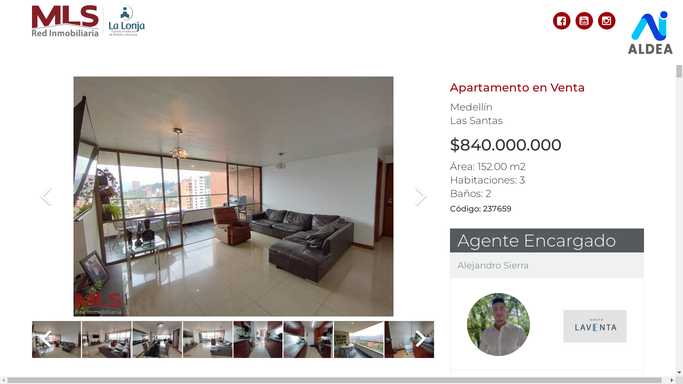 MLS
Red Inmobiliaria
La Lonja
ALDEA
Apartamento en Venta
Medellín
Las Santas
$840.000.000
Área: 152.00 m2
Habitaciones: 3
Baños: 2
Código: 237659
Agente Encargado
Alejandro Sierra
LAVENTA
MLS
Red Inmobiliaria